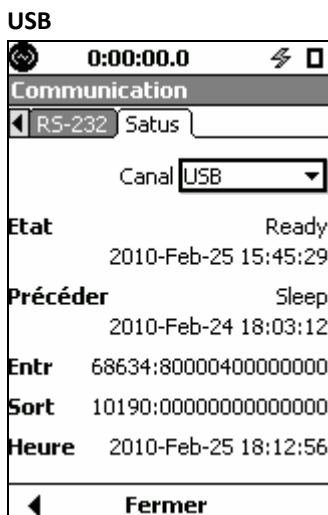 USB
0:00:00.0
Communication
RS-232 Satus
Canal USB
Etat Ready
2010-Feb-25 15:45:29
Précéder Sleep
2010-Feb-24 18:03:12
Entr 68634:80000400000000
Sort 10190:00000000000000
Heure 2010-Feb-25 18:12:56
Fermer